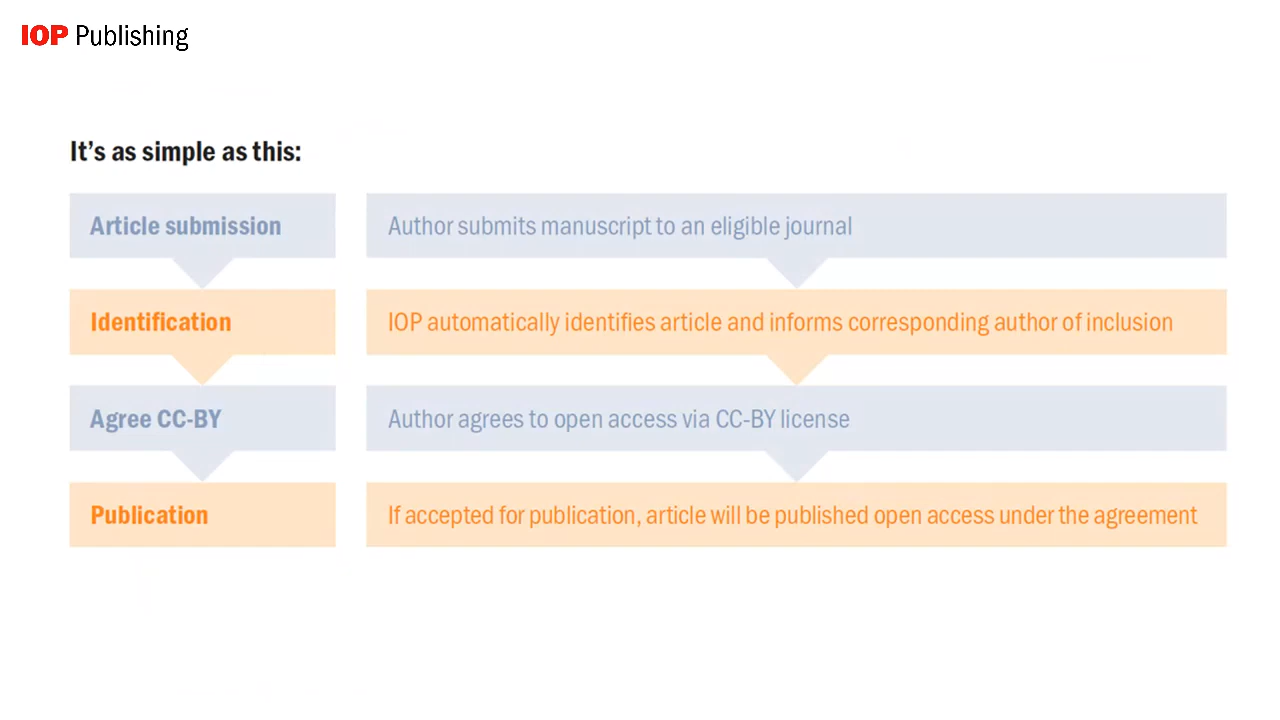 IOP Publishing
It's as simple as this:
Article submission
Author submits manuscript to an eligible journal
Identification
IOP automatically identifies article and informs corresponding author of inclusion
Agree CC-BY
Author agrees to open access via CC-BY license
Publication
If accepted for publication, article will be published open access under the agreement